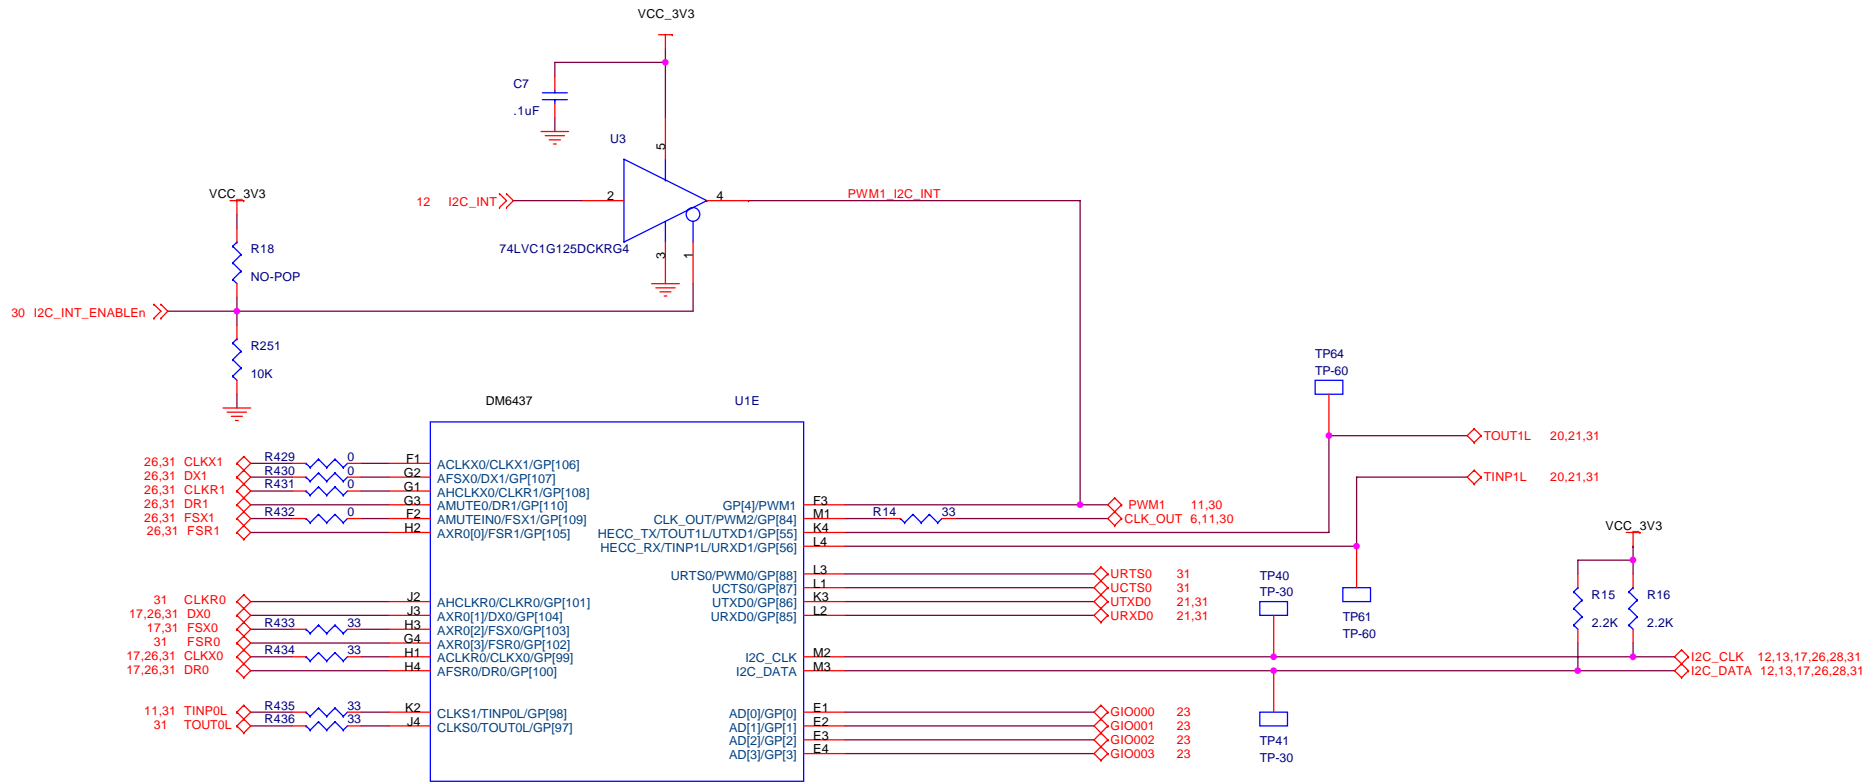 VCC_3V3
C7
.1uF
U3
5
12 I2C_INT
2
4
PWM1_I2C_INT
3
1
74LVC1G125DCKRG4
VCC_3V3
R18
NO-POP
30 I2C_INT_ENABLEn
R251
10K
TP64
TP-60
TOUT1L 20,21,31
TINP1L 20,21,31
DM6437
U1E
26,31 CLKX1 R429 0 F1 ACLKX0/CLKX1/GP[106]
26,31 DX1 R430 0 G2 AFSX0/DX1/GP[107]
26,31 CLKR1 R431 0 G1 AHCLKX0/CLKR1/GP[108]
26,31 DR1 G3 AMUTE0/DR1/GP[110]
26,31 FSX1 R432 0 F2 AMUTEIN0/FSX1/GP[109]
26,31 FSR1 H2 AXR0[0]/FSR1/GP[105]
GP[4]/PWM1 F3 PWM1 11,30
CLK_OUT/PWM2/GP[84] M1 R14 33 CLK_OUT 6,11,30
HECC_TX/TOUT1L/UTXD1/GP[55] K4
HECC_RX/TINP1L/URXD1/GP[56] L4
31 CLKR0 J2 AHCLKR0/CLKR0/GP[101]
17,26,31 DX0 J3 AXR0[1]/DX0/GP[104]
17,31 FSX0 R433 33 H3 AXR0[2]/FSX0/GP[103]
31 FSR0 G4 AXR0[3]/FSR0/GP[102]
17,26,31 CLKX0 R434 33 H1 ACLKR0/CLKX0/GP[99]
17,26,31 DR0 H4 AFSR0/DR0/GP[100]
URTS0/PWM0/GP[88] L3 URTS0 31
UCTS0/GP[87] L1 UCTS0 31
UTXD0/GP[86] K3 UTXD0 21,31
URXD0/GP[85] L2 URXD0 21,31
TP40
TP-30
TP61
TP-60
VCC_3V3
R15
2.2K
R16
2.2K
I2C_CLK M2 I2C_CLK 12,13,17,26,28,31
I2C_DATA M3 I2C_DATA 12,13,17,26,28,31
TP41
TP-30
11,31 TINP0L R435 33 K2 CLKS1/TINP0L/GP[98]
31 TOUT0L R436 33 J4 CLKS0/TOUT0L/GP[97]
AD[0]/GP[0] E1 GIO000 23
AD[1]/GP[1] E2 GIO001 23
AD[2]/GP[2] E3 GIO002 23
AD[3]/GP[3] E4 GIO003 23